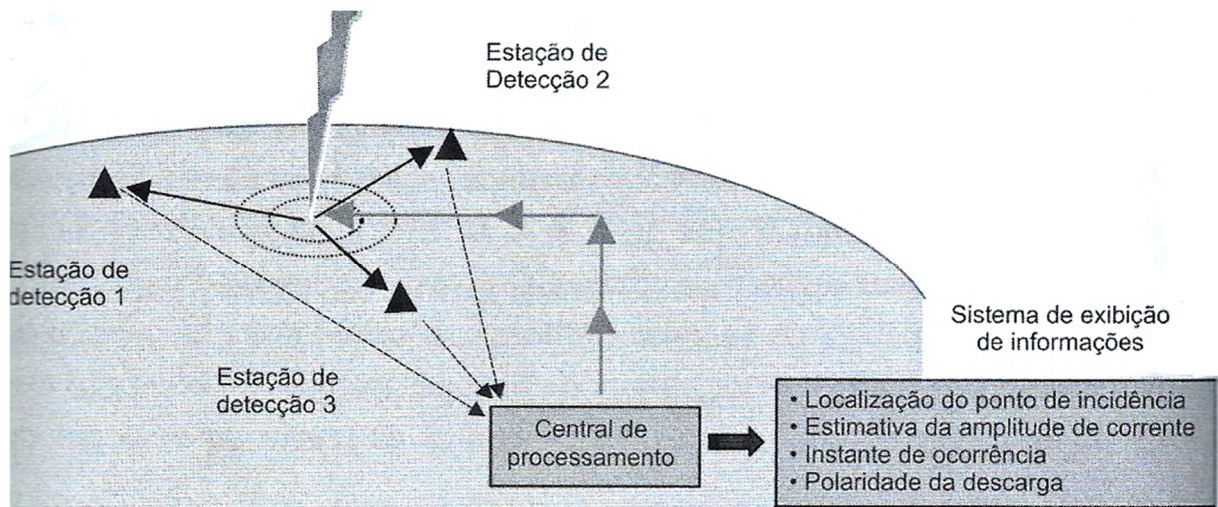 Estação de
Detecção 2
Estação de
detecção 1
Sistema de exibição
de informações
Estação de
detecção 3
Central de
processamento
• Localização do ponto de incidência
• Estimativa da amplitude de corrente
• Instante de ocorrência
• Polaridade da descarga